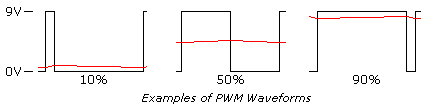 9V
0V
10% 50% 90%
Examples of PWM Waveforms